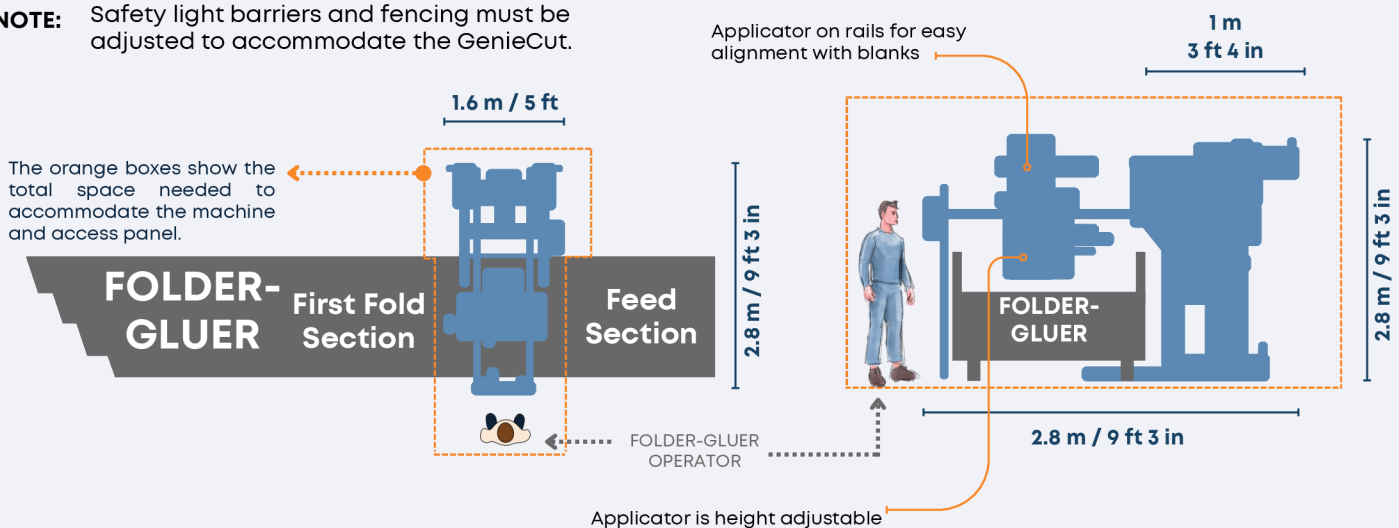 NOTE: Safety light barriers and fencing must be
adjusted to accommodate the GenieCut.
1.6 m / 5 ft
The orange boxes show the
total space needed to
accommodate the machine
and access panel.
FOLDER-
GLUER
First Fold
Section
Feed
Section
2.8 m / 9 ft 3 in
FOLDER-GLUER
OPERATOR
Applicator on rails for easy
alignment with blanks
1 m
3 ft 4 in
FOLDER-
GLUER
2.8 m / 9 ft 3 in
2.8 m / 9 ft 3 in
Applicator is height adjustable